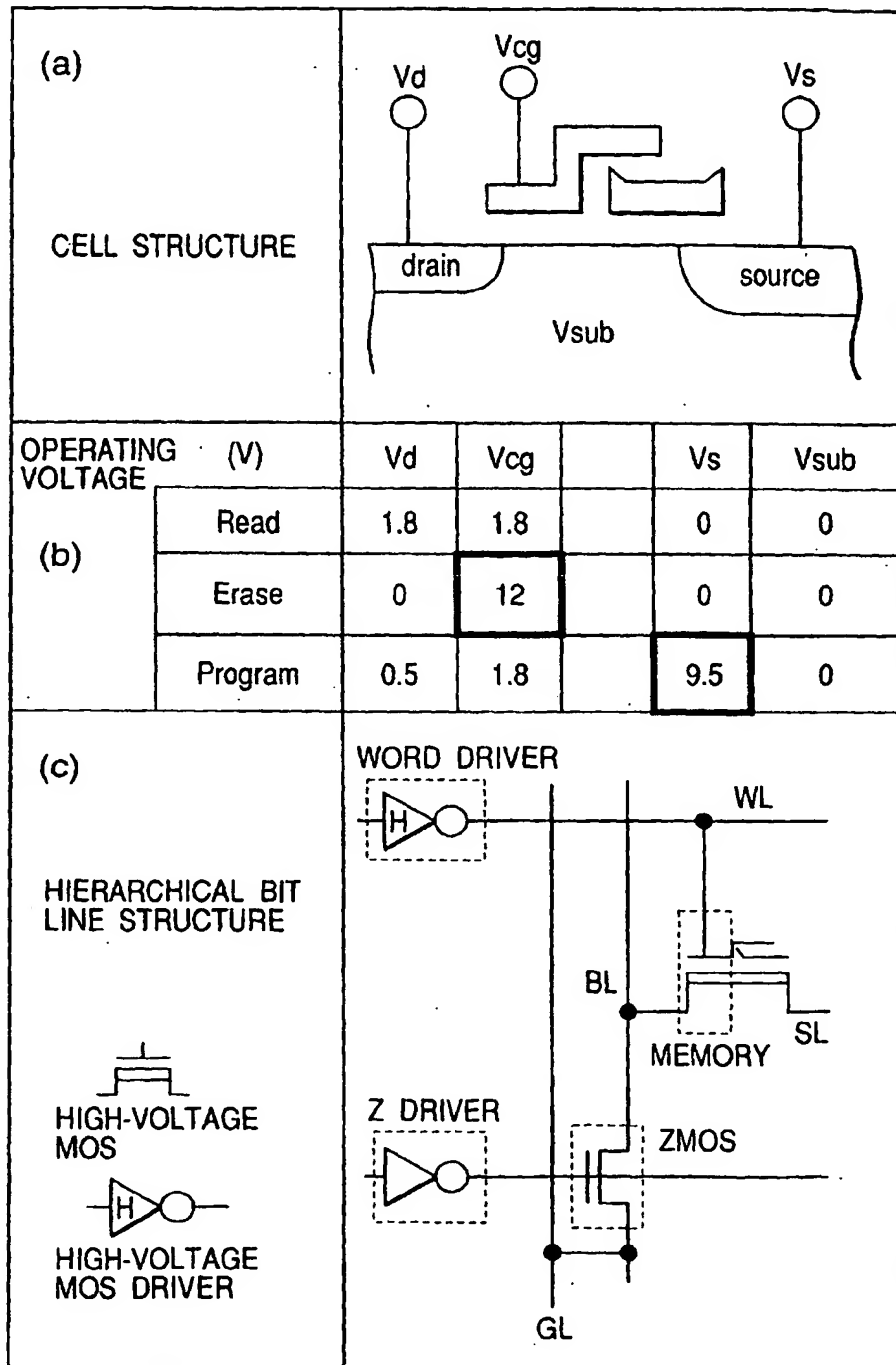 (a)
Vd
Vcg
Vs
CELL STRUCTURE
drain
source
Vsub
OPERATING VOLTAGE (V) Vd Vcg Vs Vsub
(b)
Read 1.8 1.8 0 0
Erase 0 12 0 0
Program 0.5 1.8 9.5 0
(c)
WORD DRIVER
H
WL
HIERARCHICAL BIT
LINE STRUCTURE
BL
SL
MEMORY
HIGH-VOLTAGE
MOS
Z DRIVER
ZMOS
H
HIGH-VOLTAGE
MOS DRIVER
GL